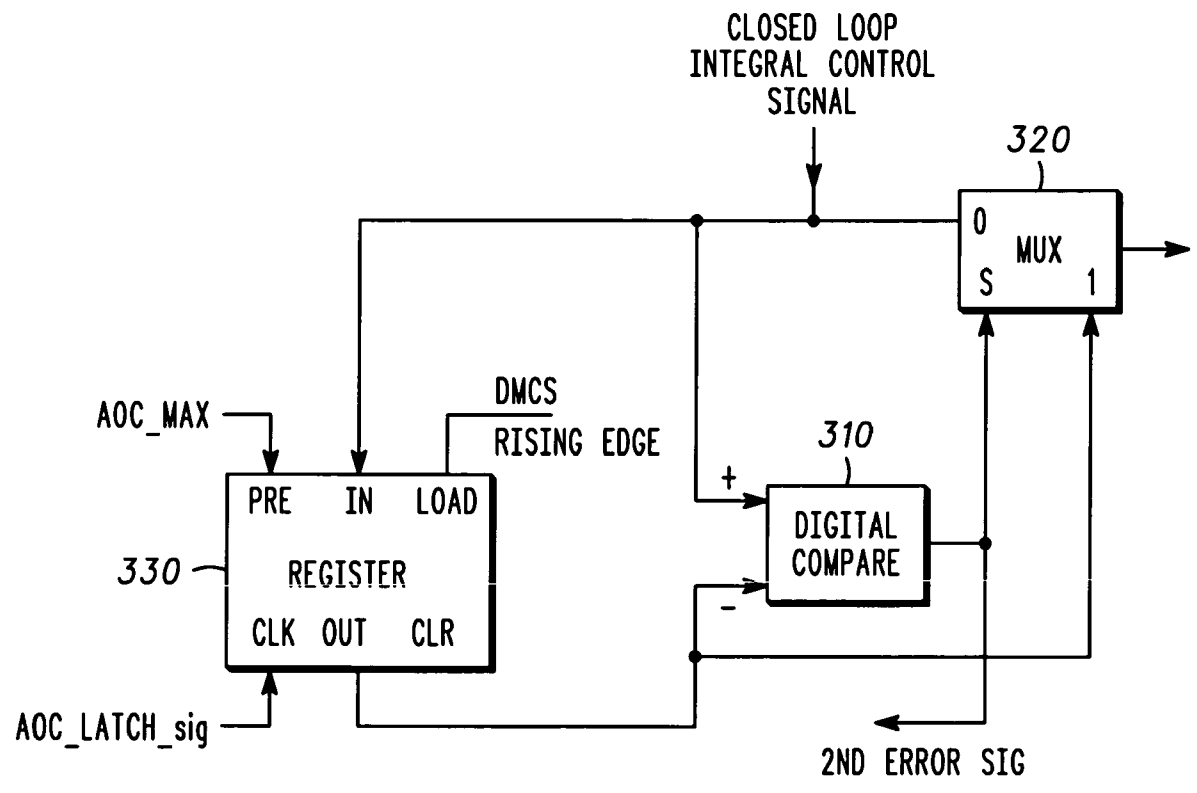 CLOSED LOOP
INTEGRAL CONTROL
SIGNAL
320
0
MUX
S 1
DMCS
RISING EDGE
AOC_MAX
310
+
PRE IN LOAD
DIGITAL
COMPARE
330
REGISTER
-
CLK OUT CLR
AOC_LATCH_sig
2ND ERROR SIG